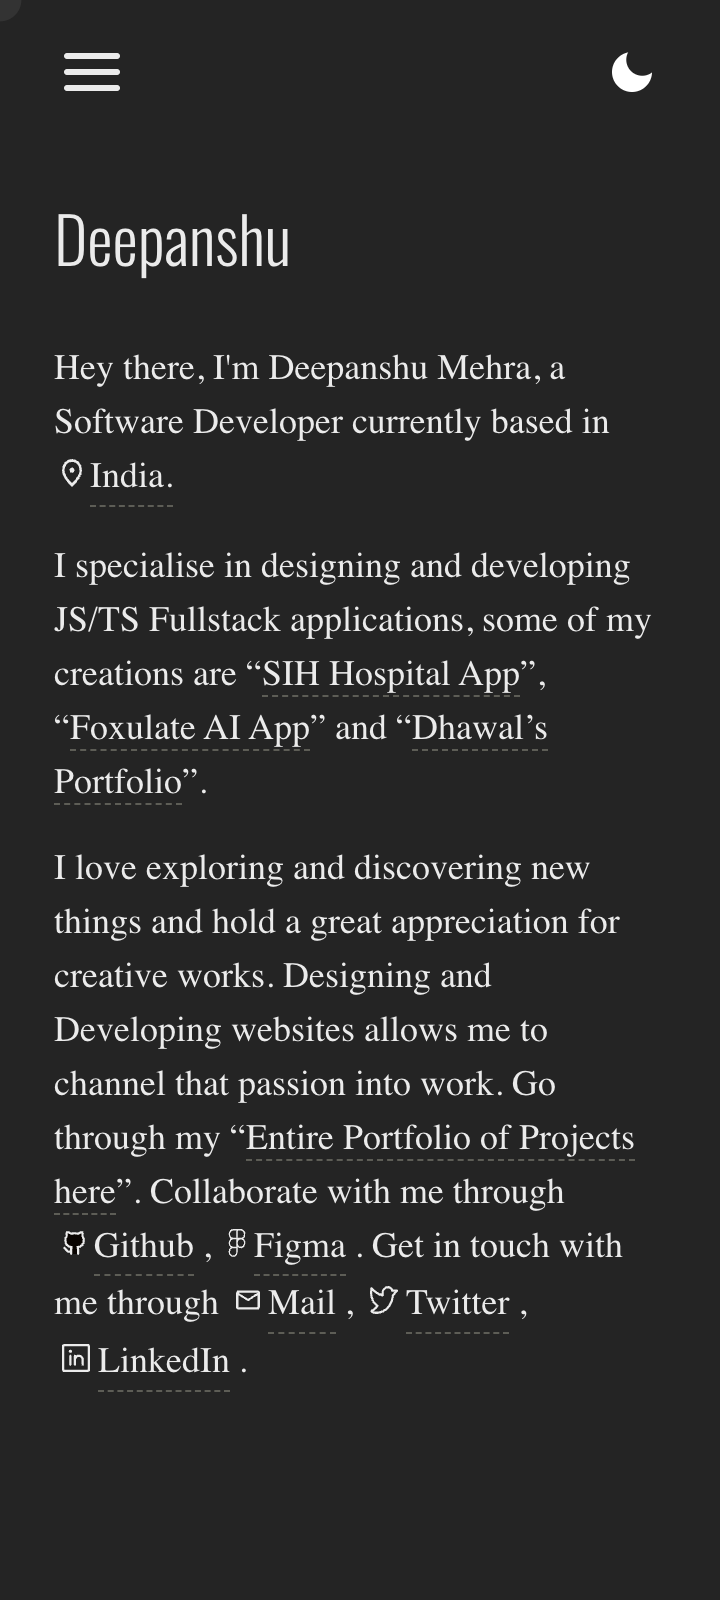 Deepanshu
Hey there, I'm Deepanshu Mehra, a
Software Developer currently based in
India.
I specialise in designing and developing
JS/TS Fullstack applications, some of my
creations are “SIH Hospital App”,
“Foxulate AI App” and “Dhawal’s
Portfolio”.
I love exploring and discovering new
things and hold a great appreciation for
creative works. Designing and
Developing websites allows me to
channel that passion into work. Go
through my “Entire Portfolio of Projects
here”. Collaborate with me through
Github , Figma . Get in touch with
me through Mail , Twitter ,
LinkedIn .